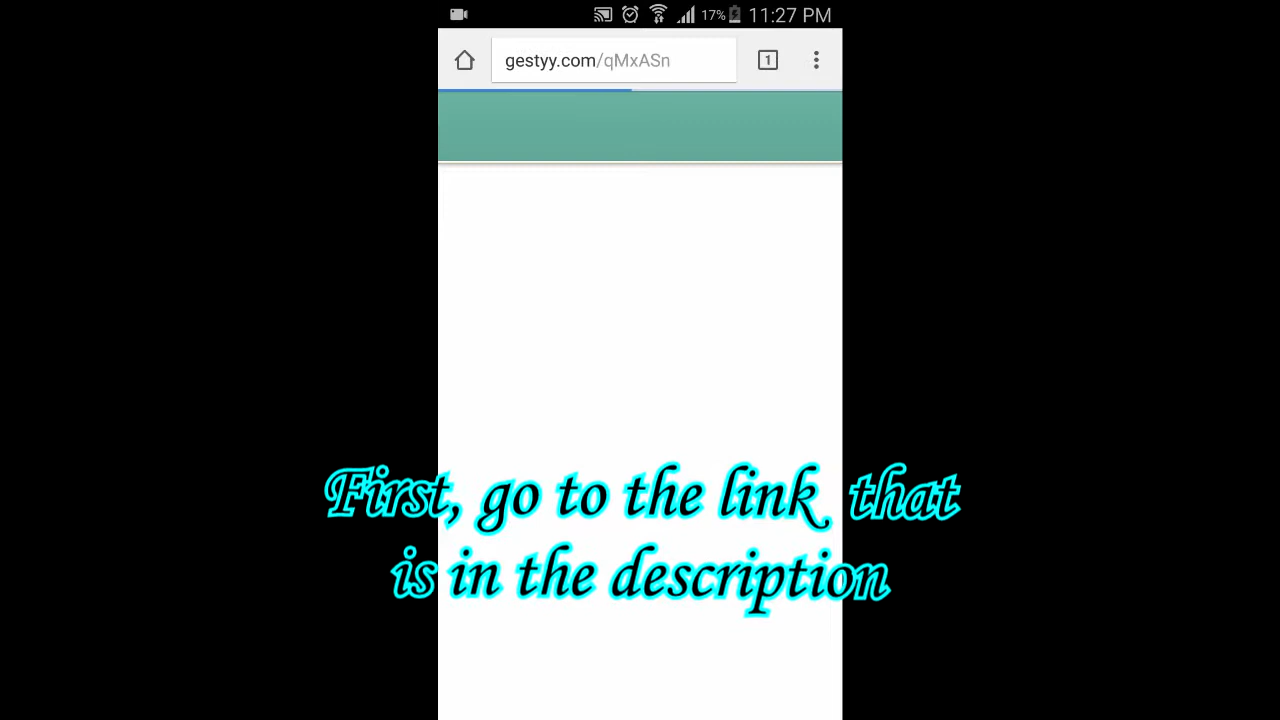 17% 11:27 PM
gestyy.com/qMxASn 1
First, go to the link that
is in the description